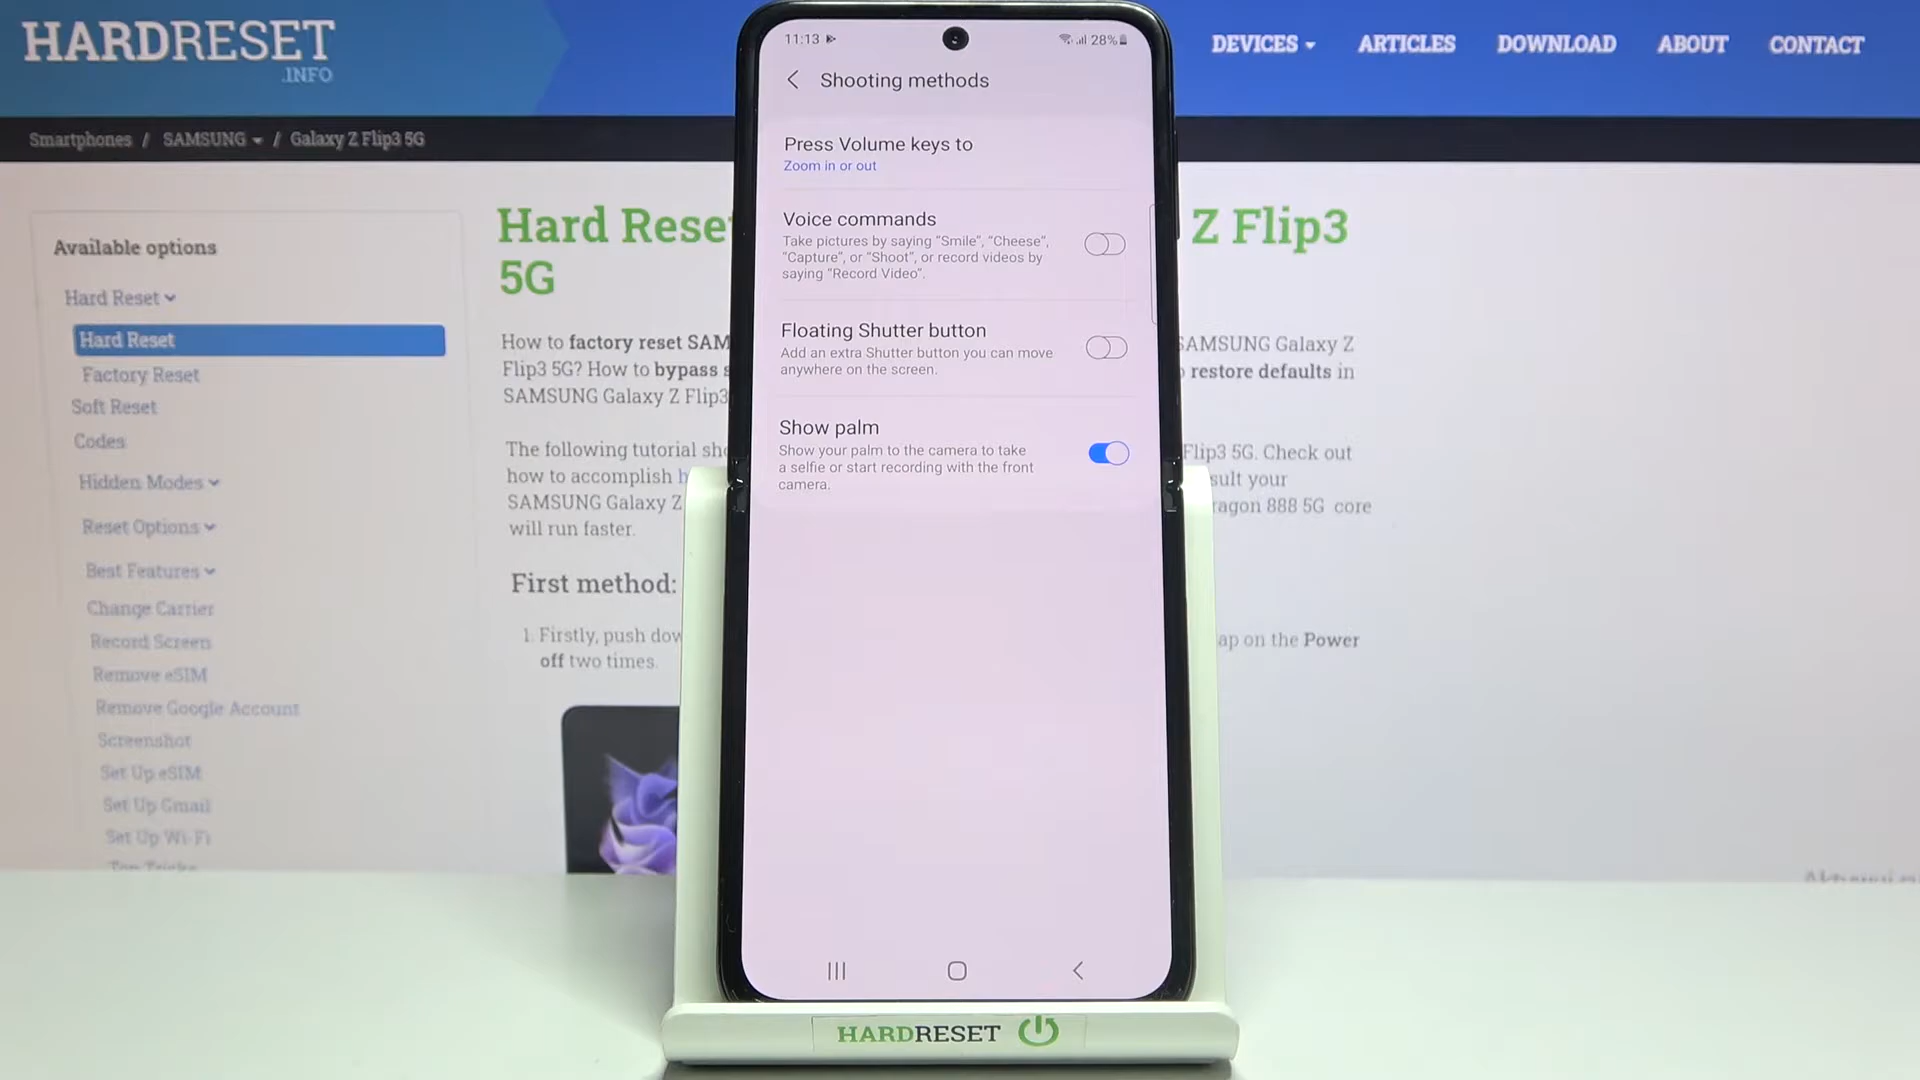 HARDRESET
.INFO
DEVICES
ARTICLES
DOWNLOAD
ABOUT
CONTACT
Smartphones / SAMSUNG / Galaxy Z Flip3 5G
Available options
Hard Reset
Hard Reset
Factory Reset
Soft Reset
Codes
Hidden Modes
Reset Options
Best Features
Change Carrier
Record Screen
Remove eSIM
Remove Google Account
Screenshot
Set Up eSIM
Set Up Gmail
Set Up Wi-Fi
Hard Rese Z Flip3
5G
How to factory reset SAM SAMSUNG Galaxy Z
Flip3 5G? How to bypass restore defaults in
SAMSUNG Galaxy Z Flip3
The following tutorial Flip3 5G. Check out
how to accomplish your
SAMSUNG Galaxy Z 888 5G core
will run faster.
First method:
1. Firstly, push on the Power
off two times.
11:13
28%
Shooting methods
Press Volume keys to
Zoom in or out
Voice commands
Take pictures by saying “Smile”, “Cheese”,
“Capture”, or “Shoot”, or record videos by
saying “Record Video”.
Floating Shutter button
Add an extra Shutter button you can move
anywhere on the screen.
Show palm
Show your palm to the camera to take
a selfie or start recording with the front
camera.
HARDRESET